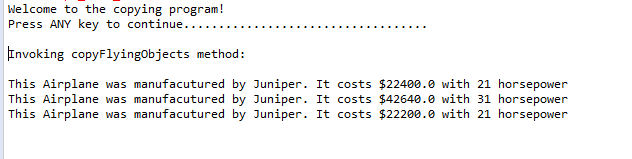 Welcome to the copying program!
Press ANY key to continue..................................
Invoking copyFlyingObjects method:
This Airplane was manufacutured by Juniper. It costs $22400.0 with 21 horsepower
This Airplane was manufacutured by Juniper. It costs $42640.0 with 31 horsepower
This Airplane was manufacutured by Juniper. It costs $22200.0 with 21 horsepower